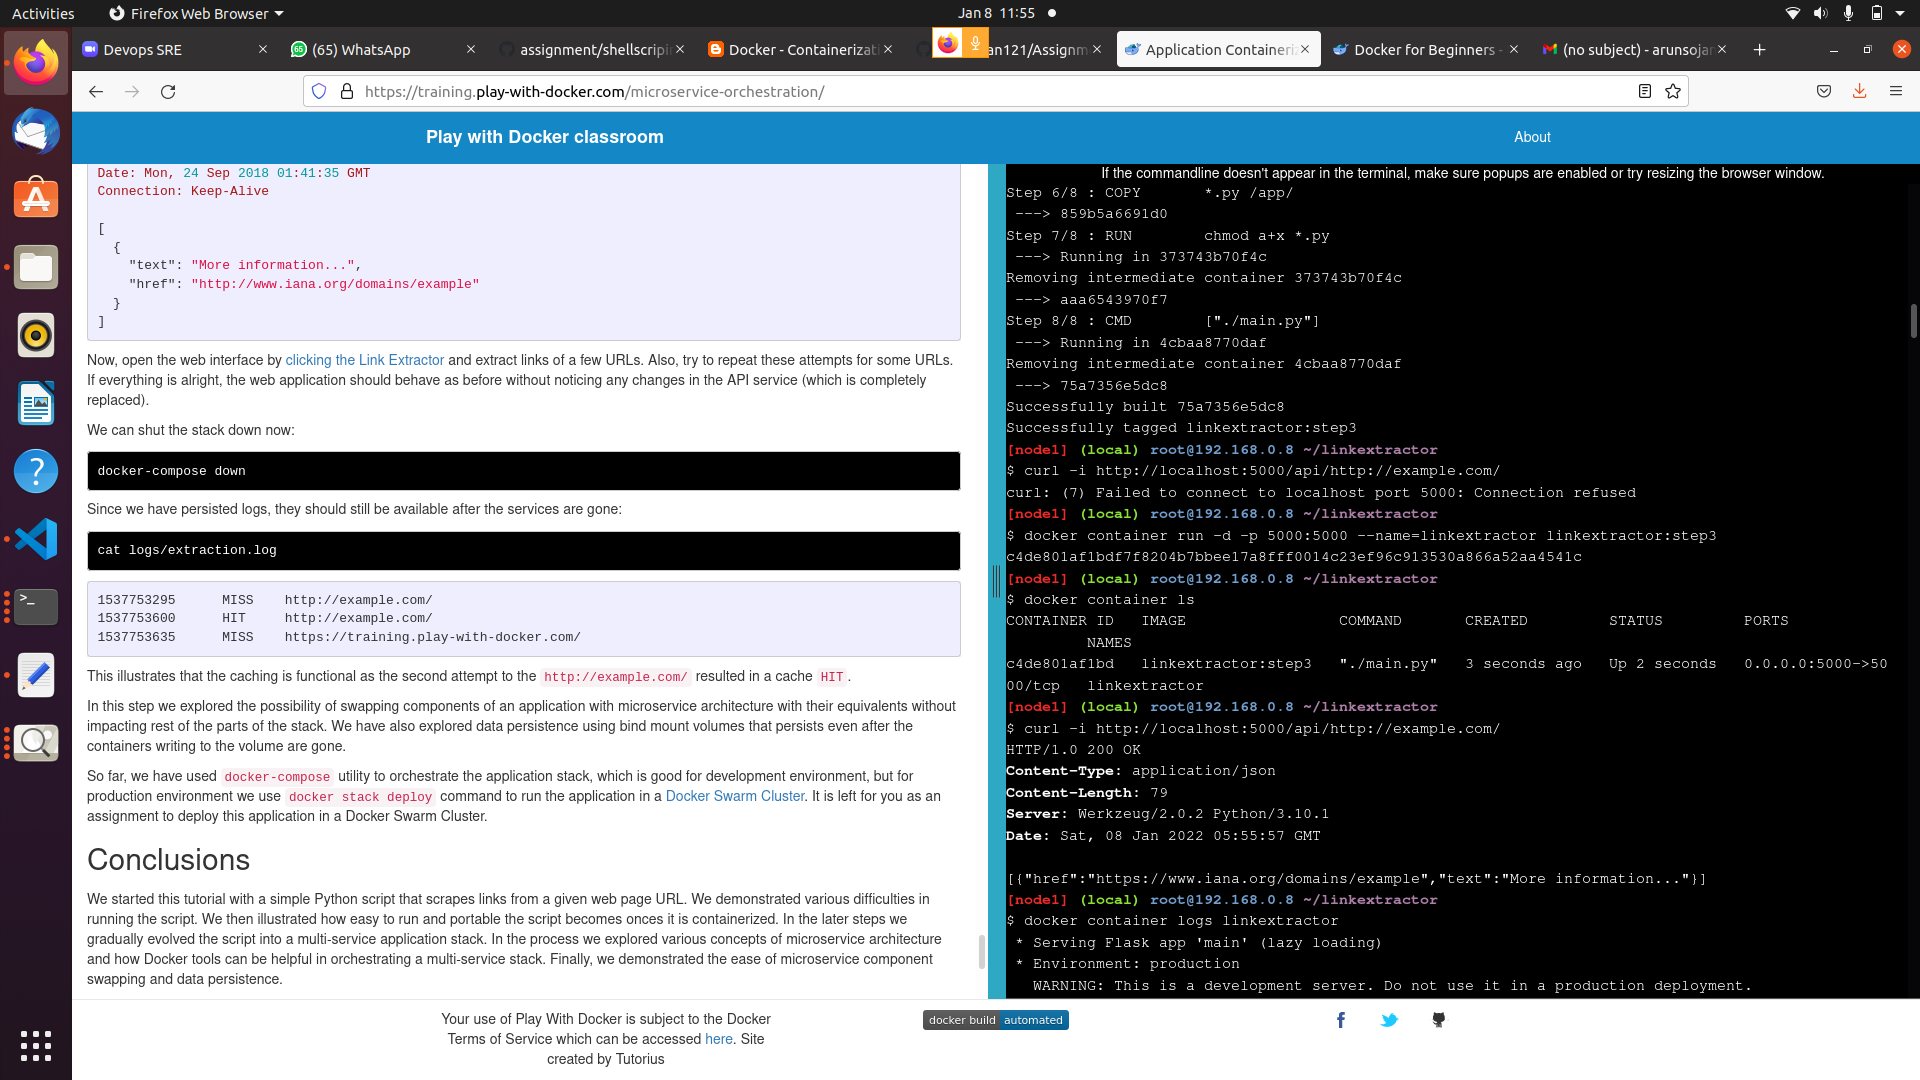 Activities
Firefox Web Browser
Jan 8 11:55
Devops SRE
(65) WhatsApp
assignment/shellscripi
Docker - Containerizati
an121/Assignm
Application Containeri
Docker for Beginners -
(no subject) - arunsojan
https://training.play-with-docker.com/microservice-orchestration/
Play with Docker classroom
About
Date: Mon, 24 Sep 2018 01:41:35 GMT
Connection: Keep-Alive
[
{
"text": "More information...",
"href": "http://www.iana.org/domains/example"
}
]
Now, open the web interface by clicking the Link Extractor and extract links of a few URLs. Also, try to repeat these attempts for some URLs.
If everything is alright, the web application should behave as before without noticing any changes in the API service (which is completely
replaced).
We can shut the stack down now:
docker-compose down
Since we have persisted logs, they should still be available after the services are gone:
cat logs/extraction.log
1537753295 MISS http://example.com/
1537753600 HIT http://example.com/
1537753635 MISS https://training.play-with-docker.com/
This illustrates that the caching is functional as the second attempt to the http://example.com/ resulted in a cache HIT.
In this step we explored the possibility of swapping components of an application with microservice architecture with their equivalents without
impacting rest of the parts of the stack. We have also explored data persistence using bind mount volumes that persists even after the
containers writing to the volume are gone.
So far, we have used docker-compose utility to orchestrate the application stack, which is good for development environment, but for
production environment we use docker stack deploy command to run the application in a Docker Swarm Cluster. It is left for you as an
assignment to deploy this application in a Docker Swarm Cluster.
Conclusions
We started this tutorial with a simple Python script that scrapes links from a given web page URL. We demonstrated various difficulties in
running the script. We then illustrated how easy to run and portable the script becomes onces it is containerized. In the later steps we
gradually evolved the script into a multi-service application stack. In the process we explored various concepts of microservice architecture
and how Docker tools can be helpful in orchestrating a multi-service stack. Finally, we demonstrated the ease of microservice component
swapping and data persistence.
If the commandline doesn't appear in the terminal, make sure popups are enabled or try resizing the browser window.
Step 6/8 : COPY *.py /app/
---> 859b5a6691d0
Step 7/8 : RUN chmod a+x *.py
---> Running in 373743b70f4c
Removing intermediate container 373743b70f4c
---> aaa6543970f7
Step 8/8 : CMD ["./main.py"]
---> Running in 4cbaa8770daf
Removing intermediate container 4cbaa8770daf
---> 75a7356e5dc8
Successfully built 75a7356e5dc8
Successfully tagged linkextractor:step3
[node1] (local) root@192.168.0.8 ~/linkextractor
$ curl -i http://localhost:5000/api/http://example.com/
curl: (7) Failed to connect to localhost port 5000: Connection refused
[node1] (local) root@192.168.0.8 ~/linkextractor
$ docker container run -d -p 5000:5000 --name=linkextractor linkextractor:step3
c4de801af1bdf7f8204b7bbee17a8fff0014c23ef96c913530a866a52aa4541c
[node1] (local) root@192.168.0.8 ~/linkextractor
$ docker container ls
CONTAINER ID IMAGE COMMAND CREATED STATUS PORTS
NAMES
c4de801af1bd linkextractor:step3 "./main.py" 3 seconds ago Up 2 seconds 0.0.0.0:5000->50
00/tcp linkextractor
[node1] (local) root@192.168.0.8 ~/linkextractor
$ curl -i http://localhost:5000/api/http://example.com/
HTTP/1.0 200 OK
Content-Type: application/json
Content-Length: 79
Server: Werkzeug/2.0.2 Python/3.10.1
Date: Sat, 08 Jan 2022 05:55:57 GMT
[{"href":"https://www.iana.org/domains/example","text":"More information..."}]
[node1] (local) root@192.168.0.8 ~/linkextractor
$ docker container logs linkextractor
* Serving Flask app 'main' (lazy loading)
* Environment: production
WARNING: This is a development server. Do not use it in a production deployment.
Your use of Play With Docker is subject to the Docker
Terms of Service which can be accessed here. Site
created by Tutorius
docker build automated